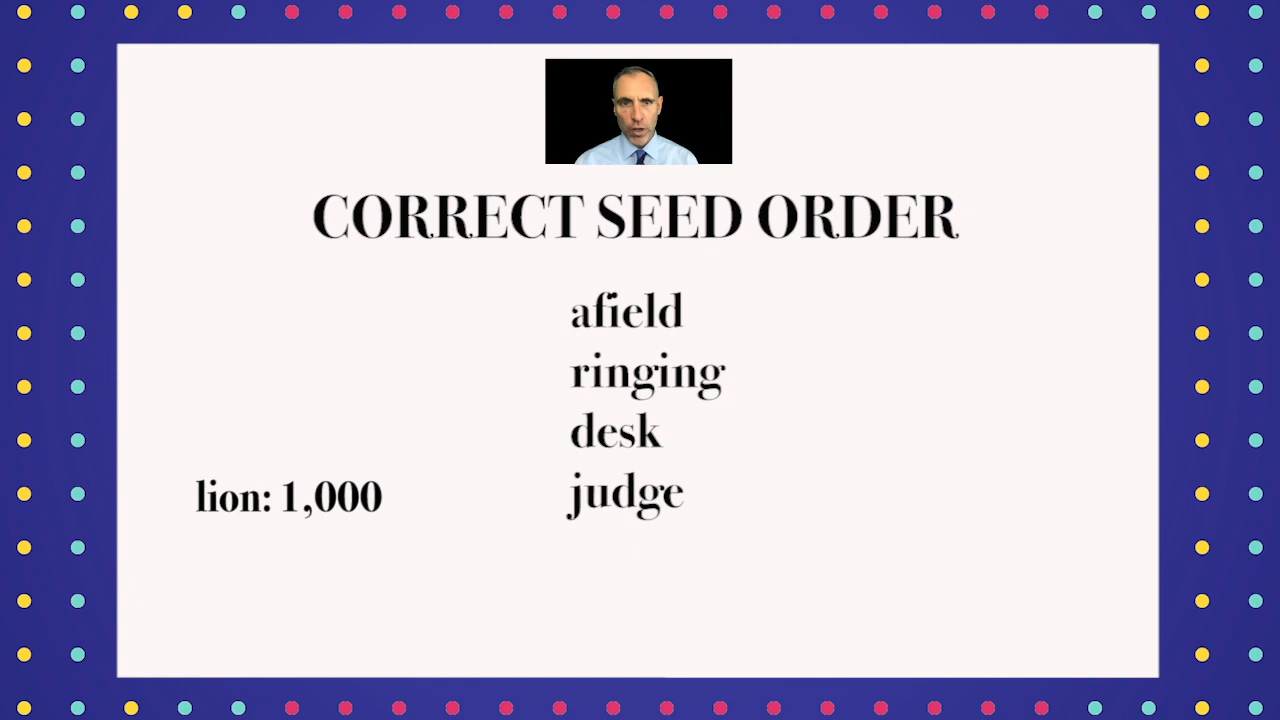 CORRECT SEED ORDER
afield
ringing
desk
lion: 1,000
judge